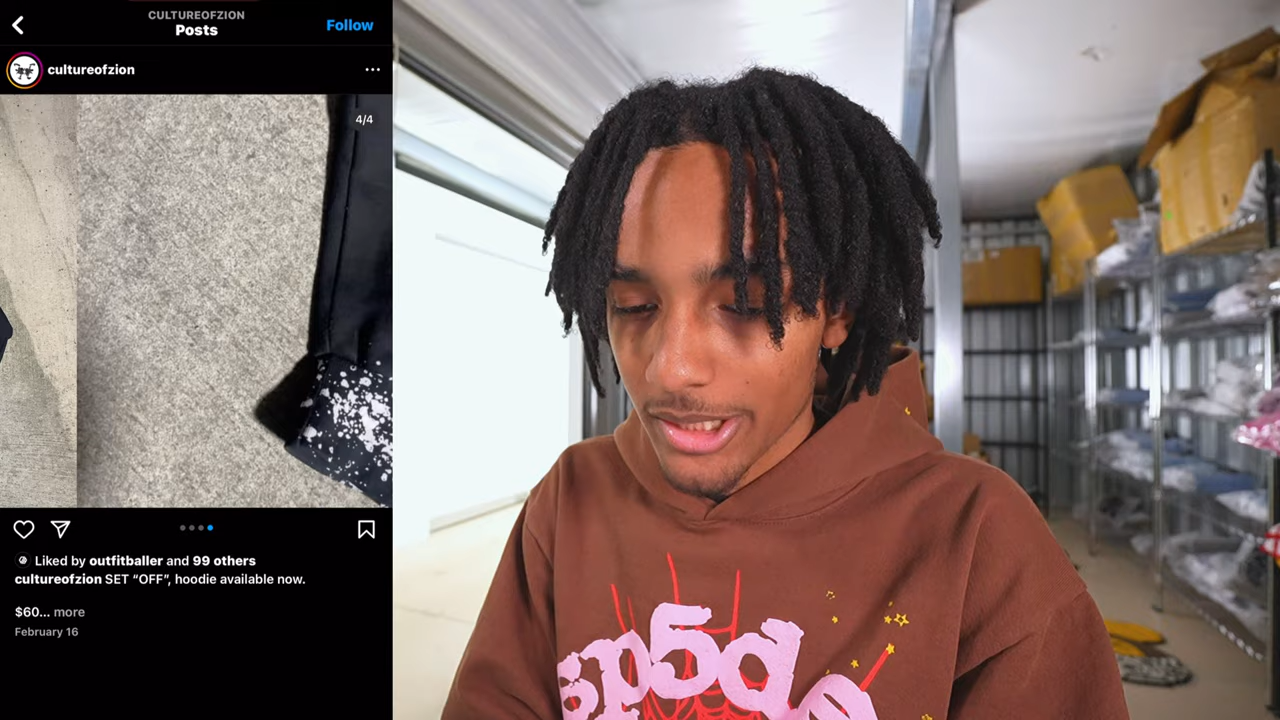 CULTUREOFZION
Posts
Follow
cultureofzion
4/4
Liked by outfitballer and 99 others
cultureofzion SET “OFF”, hoodie available now.
$60... more
February 16
sp5der